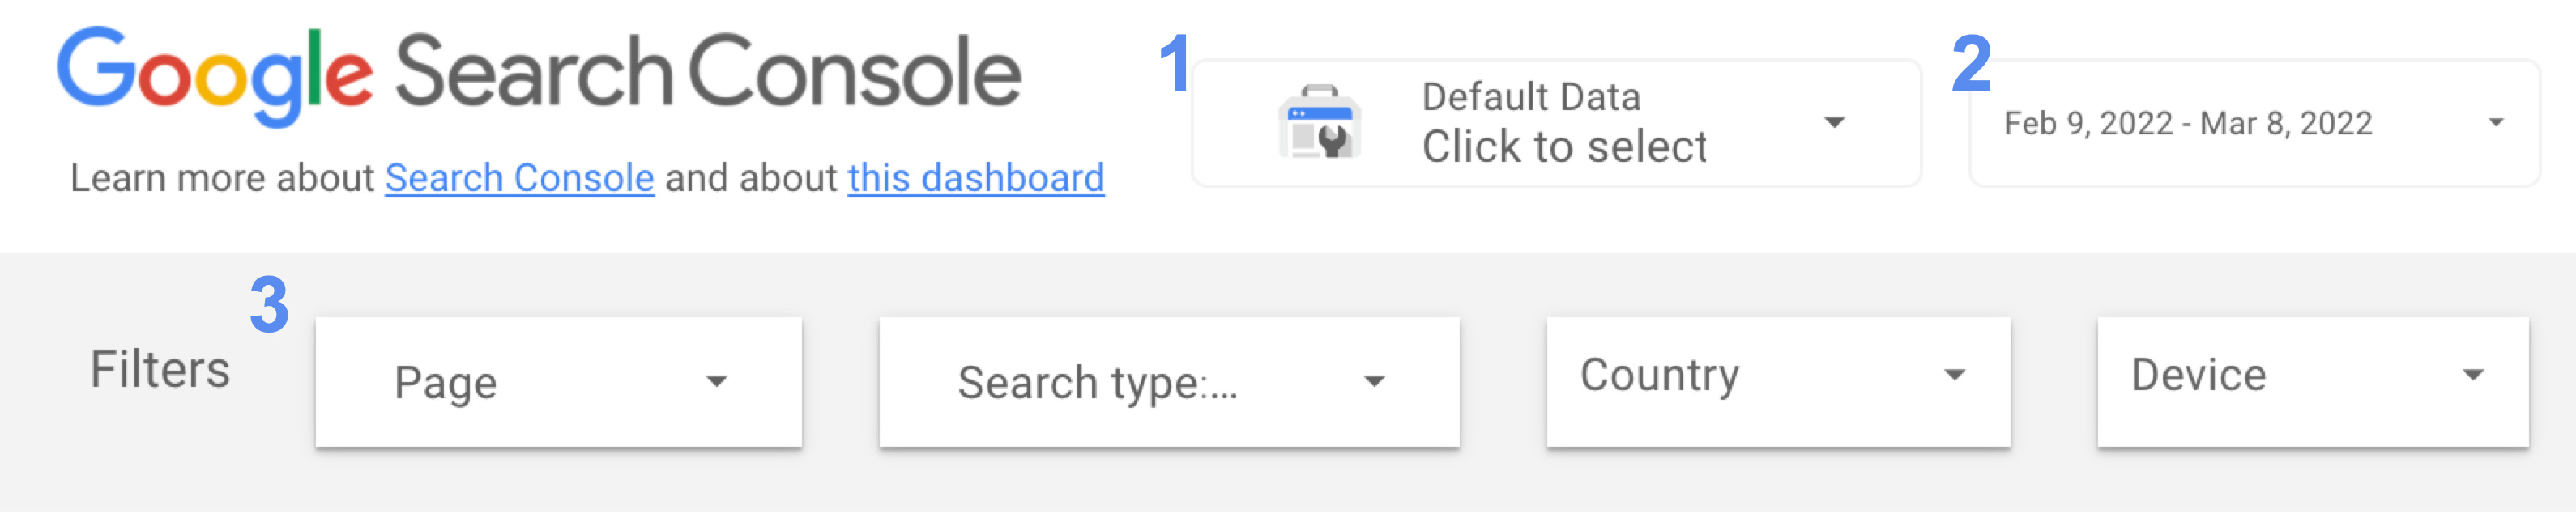 Google Search Console
Learn more about Search Console and about this dashboard
1
Default Data
Click to select
2
Feb 9, 2022 - Mar 8, 2022
Filters
3
Page
Search type:...
Country
Device